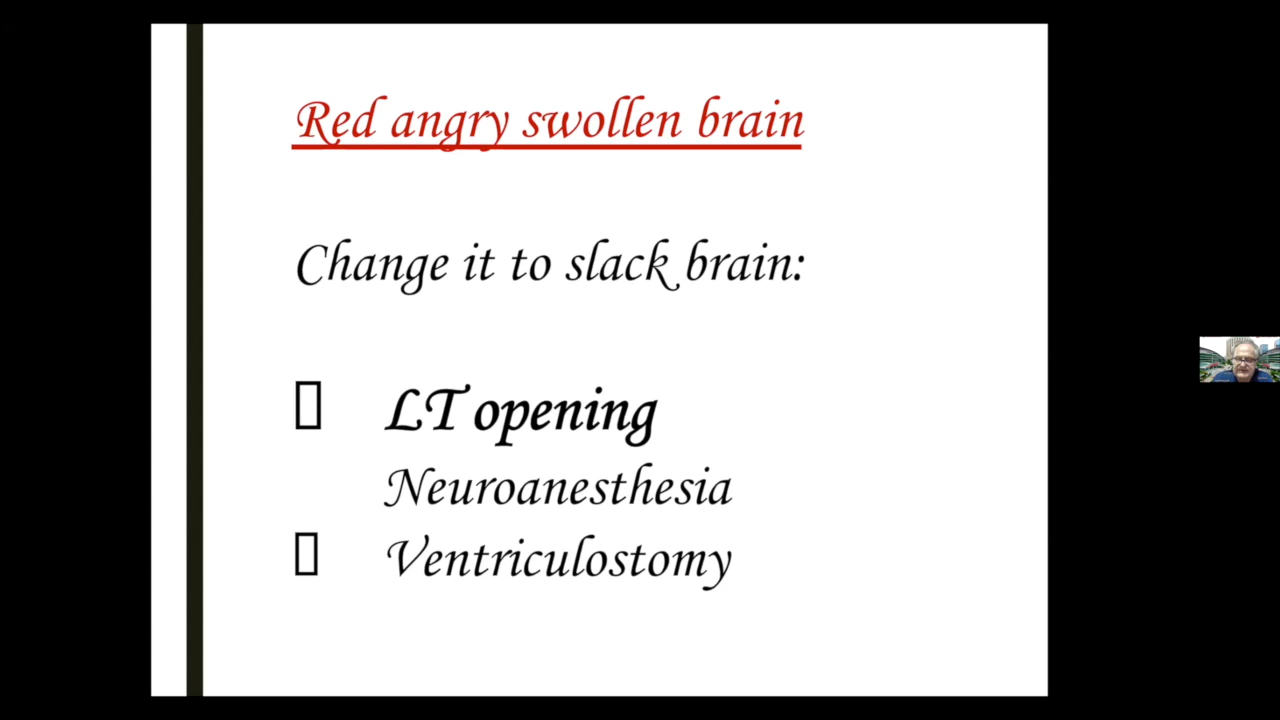 Red angry swollen brain
Change it to slack brain:
LT opening
Neuroanesthesia
Ventriculostomy